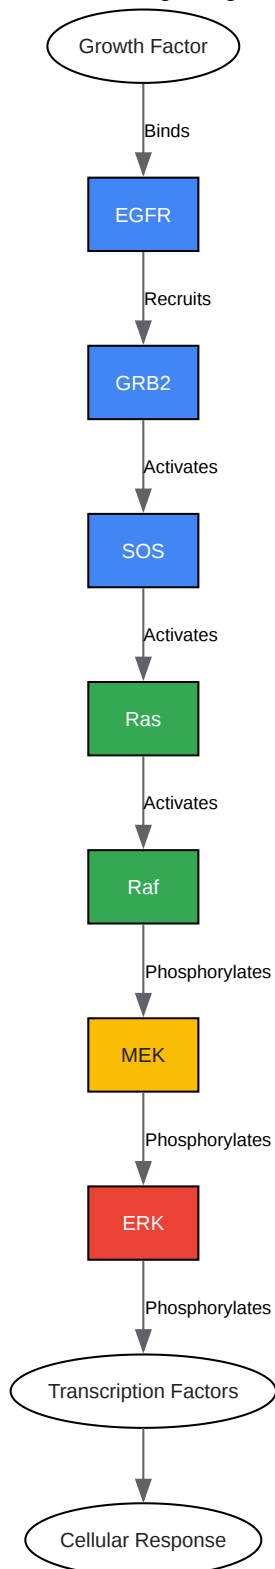 Growth Factor
Binds
EGFR
Recruits
GRB2
Activates
SOS
Activates
Ras
Activates
Raf
Phosphorylates
MEK
Phosphorylates
ERK
Phosphorylates
Transcription Factors
Cellular Response